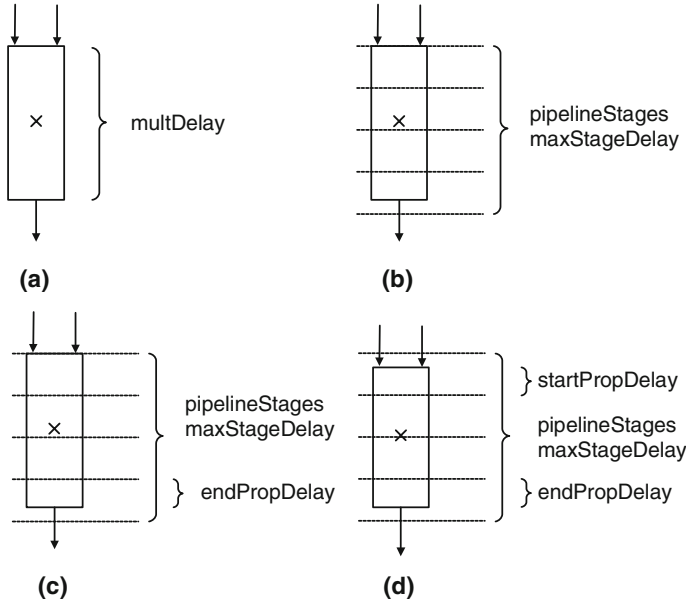 ×
multDelay
(a)
×
pipelineStages
maxStageDelay
(b)
×
pipelineStages
maxStageDelay
endPropDelay
(c)
×
startPropDelay
pipelineStages
maxStageDelay
endPropDelay
(d)